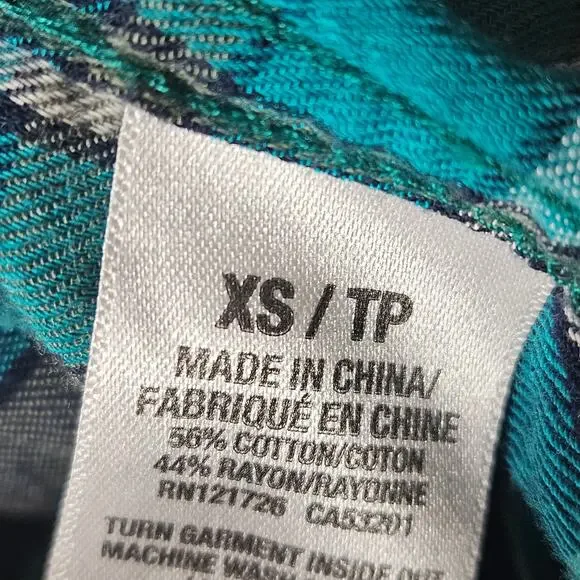 XS / TP
MADE IN CHINA/
FABRIQUÉ EN CHINE
56% COTTON/COTON
44% RAYON/RAYONNE
RN121726 CA53201
TURN GARMENT INSIDE OUT
MACHINE WASH